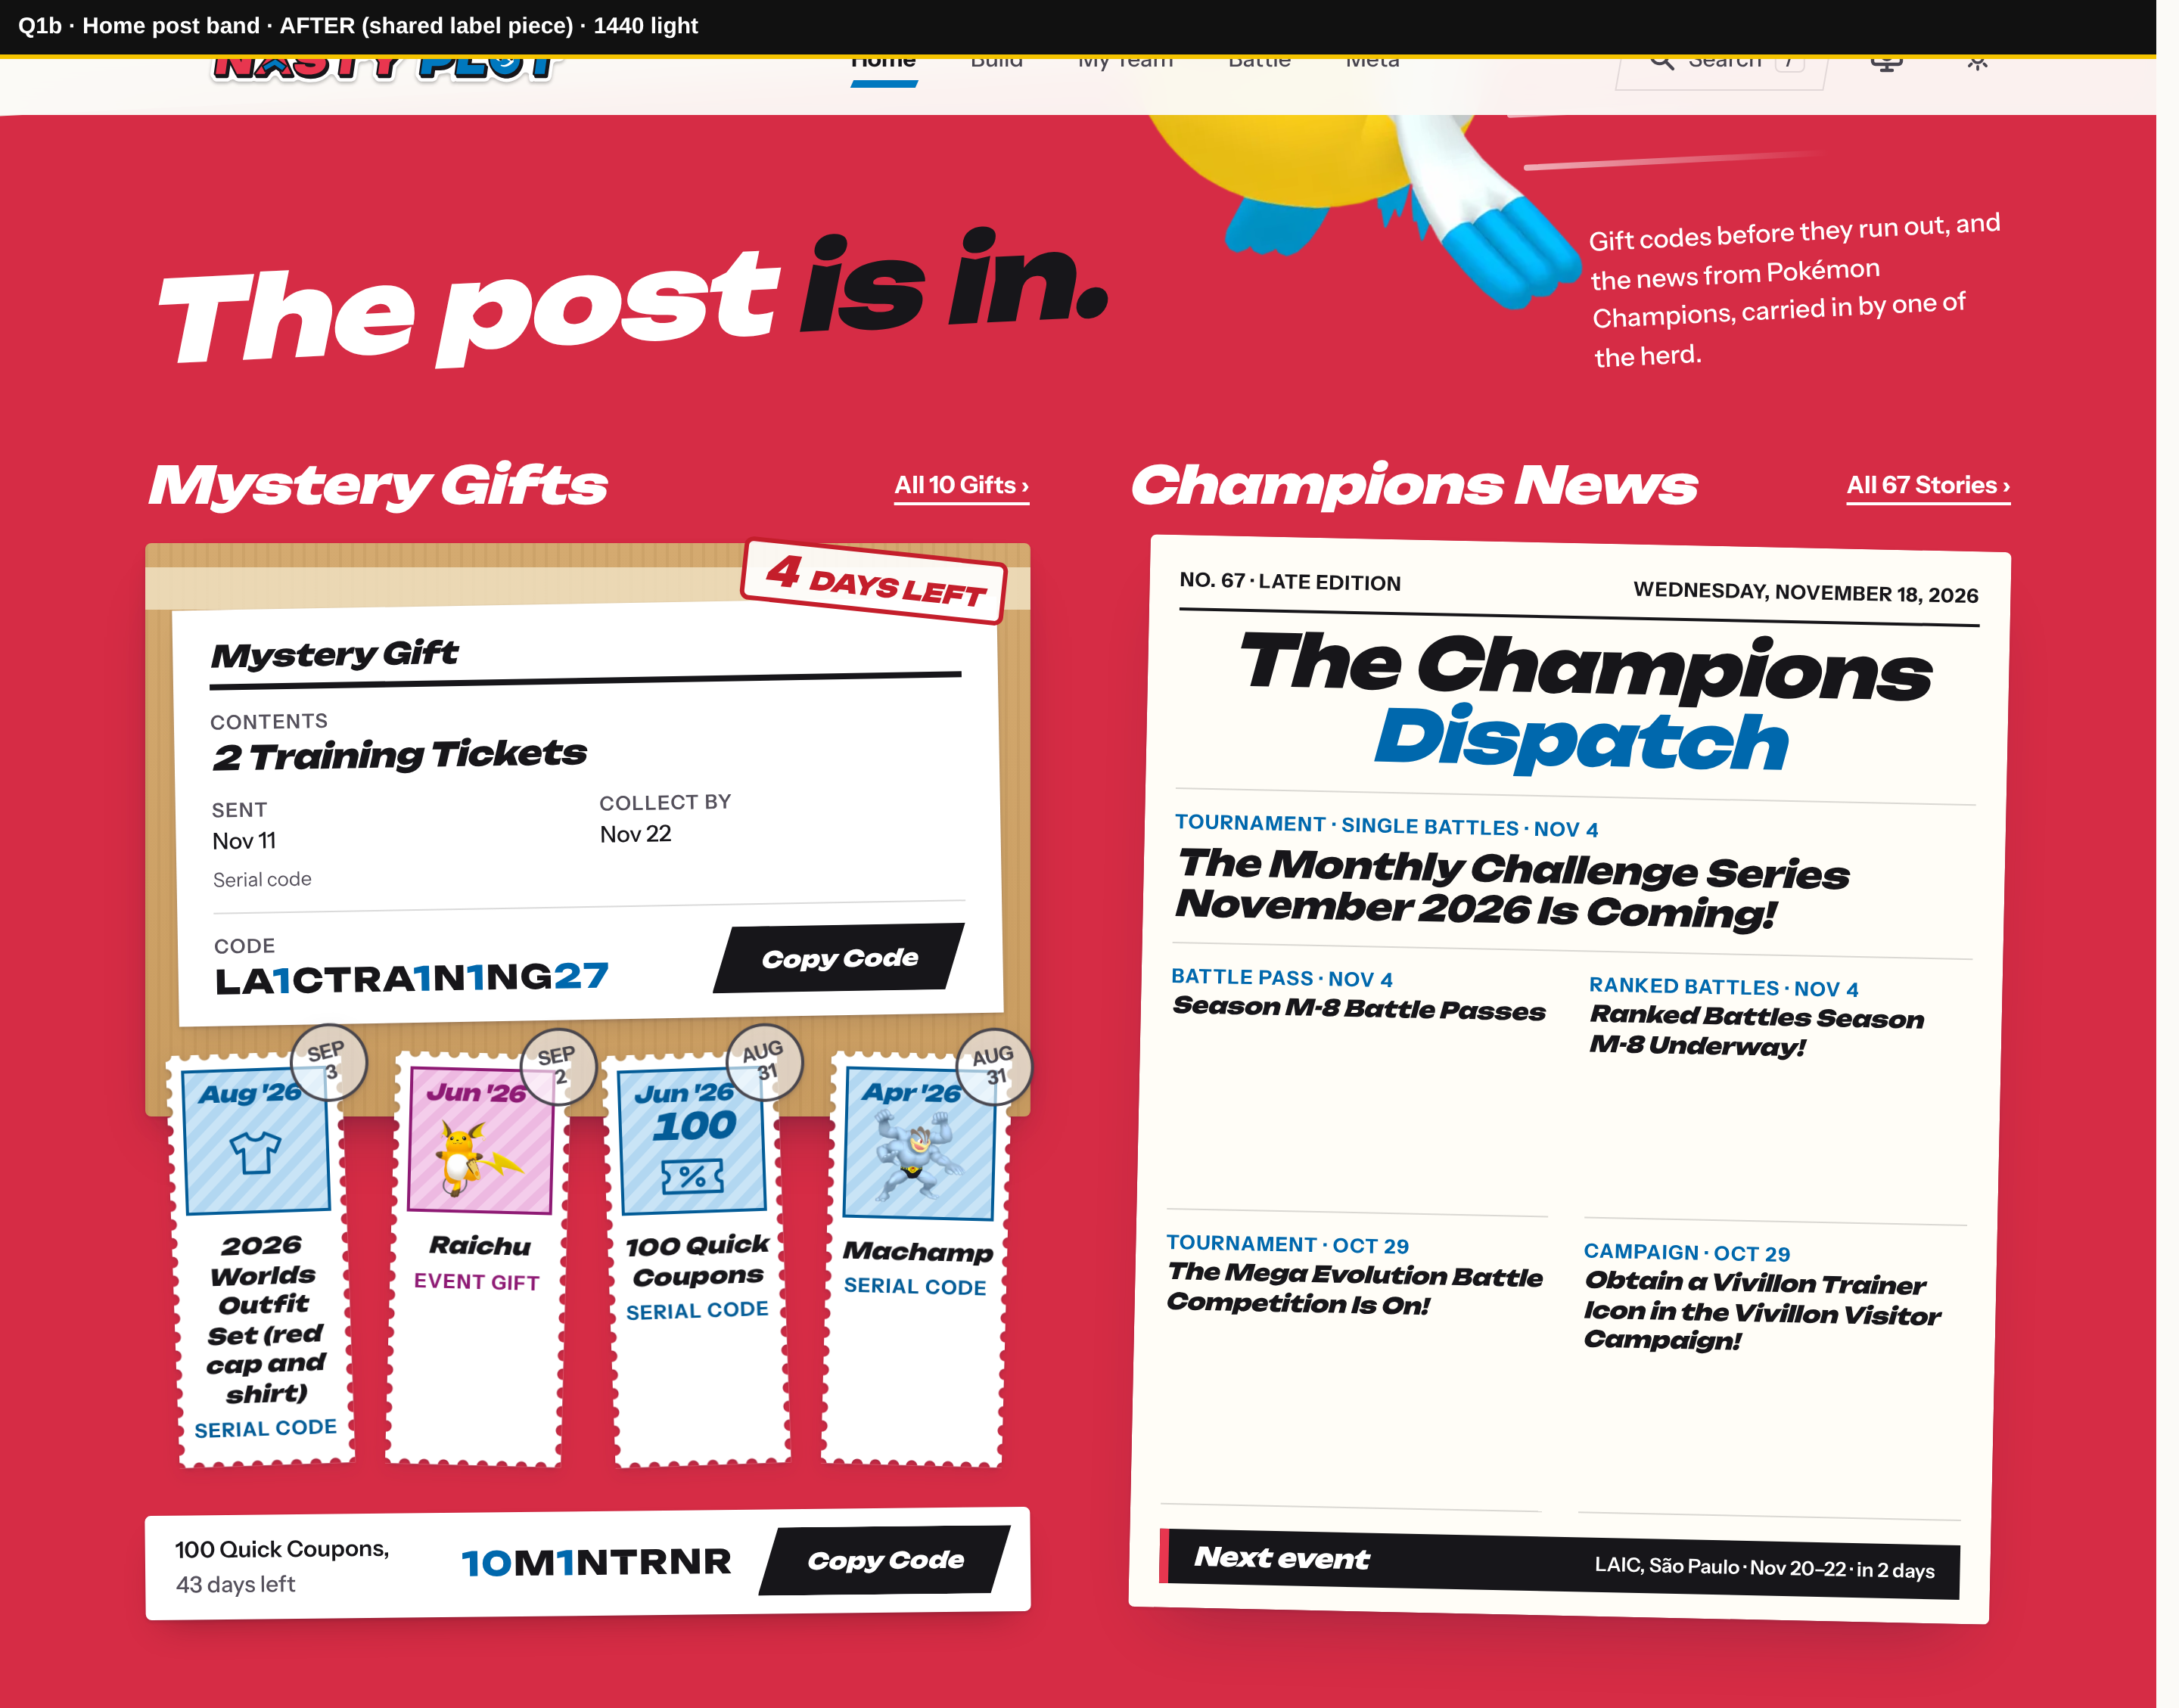 Q1b · Home post band · AFTER (shared label piece) · 1440 light
NASTY PLOT
Home Build My Team Battle Meta Search /
The post is in.
Gift codes before they run out, and
the news from Pokémon
Champions, carried in by one of
the herd.
Mystery Gifts
All 10 Gifts ›
4 DAYS LEFT
Mystery Gift
CONTENTS
2 Training Tickets
SENT
Nov 11
COLLECT BY
Nov 22
Serial code
CODE
LA1CTRA1N1NG27
Copy Code
SEP
3
Aug '26
2026
Worlds
Outfit
Set (red
cap and
shirt)
SERIAL CODE
SEP
2
Jun '26
Raichu
EVENT GIFT
AUG
31
Jun '26
100
%
100 Quick
Coupons
SERIAL CODE
AUG
31
Apr '26
Machamp
SERIAL CODE
100 Quick Coupons,
43 days left
10M1NTRNR
Copy Code
Champions News
All 67 Stories ›
NO. 67 · LATE EDITION
WEDNESDAY, NOVEMBER 18, 2026
The Champions
Dispatch
TOURNAMENT · SINGLE BATTLES · NOV 4
The Monthly Challenge Series
November 2026 Is Coming!
BATTLE PASS · NOV 4
Season M-8 Battle Passes
RANKED BATTLES · NOV 4
Ranked Battles Season
M-8 Underway!
TOURNAMENT · OCT 29
The Mega Evolution Battle
Competition Is On!
CAMPAIGN · OCT 29
Obtain a Vivillon Trainer
Icon in the Vivillon Visitor
Campaign!
Next event
LAIC, São Paulo · Nov 20–22 · in 2 days